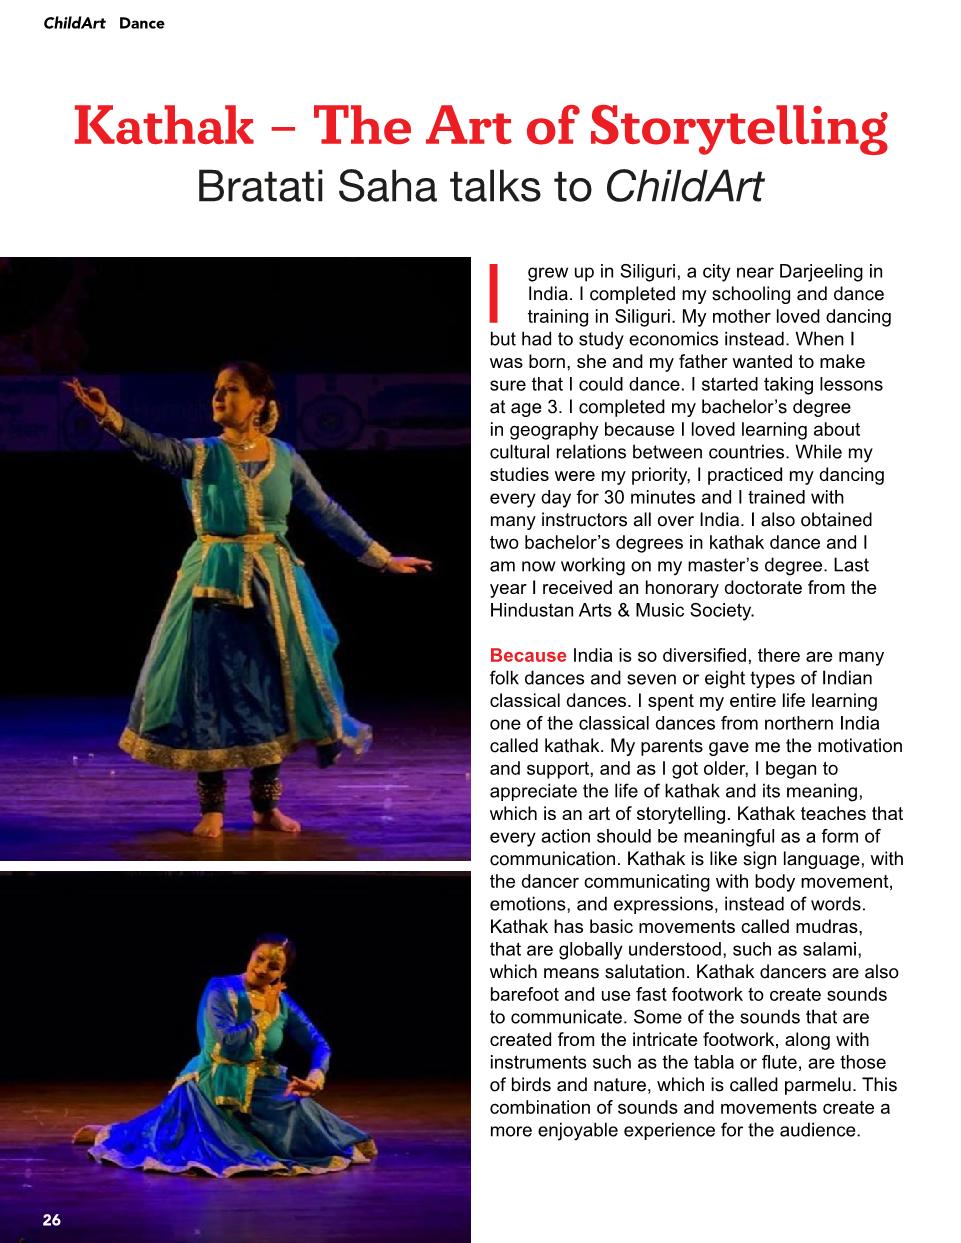 ChildArt Dance
Kathak – The Art of Storytelling
Bratati Saha talks to ChildArt
I grew up in Siliguri, a city near Darjeeling in
India. I completed my schooling and dance
training in Siliguri. My mother loved dancing
but had to study economics instead. When I
was born, she and my father wanted to make
sure that I could dance. I started taking lessons
at age 3. I completed my bachelor’s degree
in geography because I loved learning about
cultural relations between countries. While my
studies were my priority, I practiced my dancing
every day for 30 minutes and I trained with
many instructors all over India. I also obtained
two bachelor’s degrees in kathak dance and I
am now working on my master’s degree. Last
year I received an honorary doctorate from the
Hindustan Arts & Music Society.
Because India is so diversified, there are many
folk dances and seven or eight types of Indian
classical dances. I spent my entire life learning
one of the classical dances from northern India
called kathak. My parents gave me the motivation
and support, and as I got older, I began to
appreciate the life of kathak and its meaning,
which is an art of storytelling. Kathak teaches that
every action should be meaningful as a form of
communication. Kathak is like sign language, with
the dancer communicating with body movement,
emotions, and expressions, instead of words.
Kathak has basic movements called mudras,
that are globally understood, such as salami,
which means salutation. Kathak dancers are also
barefoot and use fast footwork to create sounds
to communicate. Some of the sounds that are
created from the intricate footwork, along with
instruments such as the tabla or flute, are those
of birds and nature, which is called parmelu. This
combination of sounds and movements create a
more enjoyable experience for the audience.
26